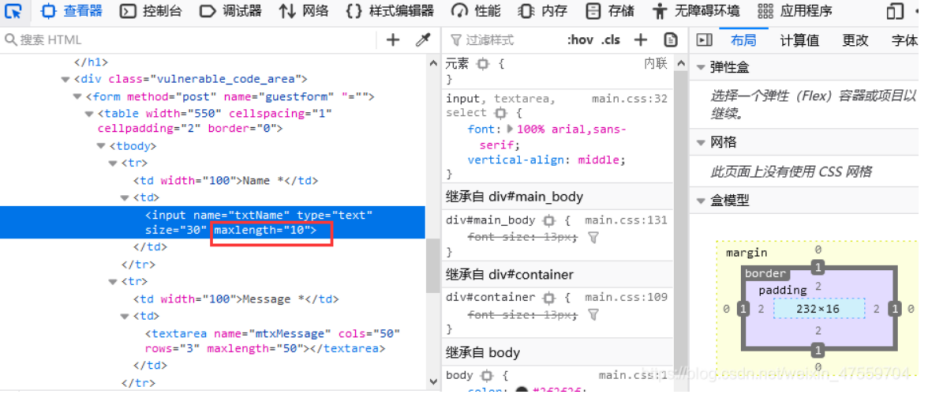 查看器 控制台 调试器 网络 样式编辑器 性能 内存 存储 无障碍环境 应用程序
搜索 HTML
</h1>
<div class="vulnerable_code_area">
<form method="post" name="guestform" "="">
<table width="550" cellspacing="1"
cellpadding="2" border="0">
<tbody>
<tr>
<td width="100">Name *</td>
<td>
<input name="txtName" type="text"
size="30" maxlength="10">
</td>
</tr>
<tr>
<td width="100">Message *</td>
<td>
<textarea name="mtxMessage" cols="50"
rows="3" maxlength="50"></textarea>
</td>
</tr>
过滤样式 :hov .cls
元素 { 内联
}
input, textarea, main.css:32
select {
font: 100% arial,sans-
serif;
vertical-align: middle;
}
继承自 div#main_body
div#main_body { main.css:131
font-size: 13px;
}
继承自 div#container
div#container { main.css:109
font-size: 13px;
}
继承自 body
body { main.css:1
color: #2f2f2f;
布局 计算值 更改 字体
弹性盒
选择一个弹性（Flex）容器或项目以
继续。
网格
此页面上没有使用 CSS 网格
盒模型
margin 0
border 1
padding 2
0 1 2 232×16 2 1 0
2
1
0
https://blog.csdn.net/weixin_47559704